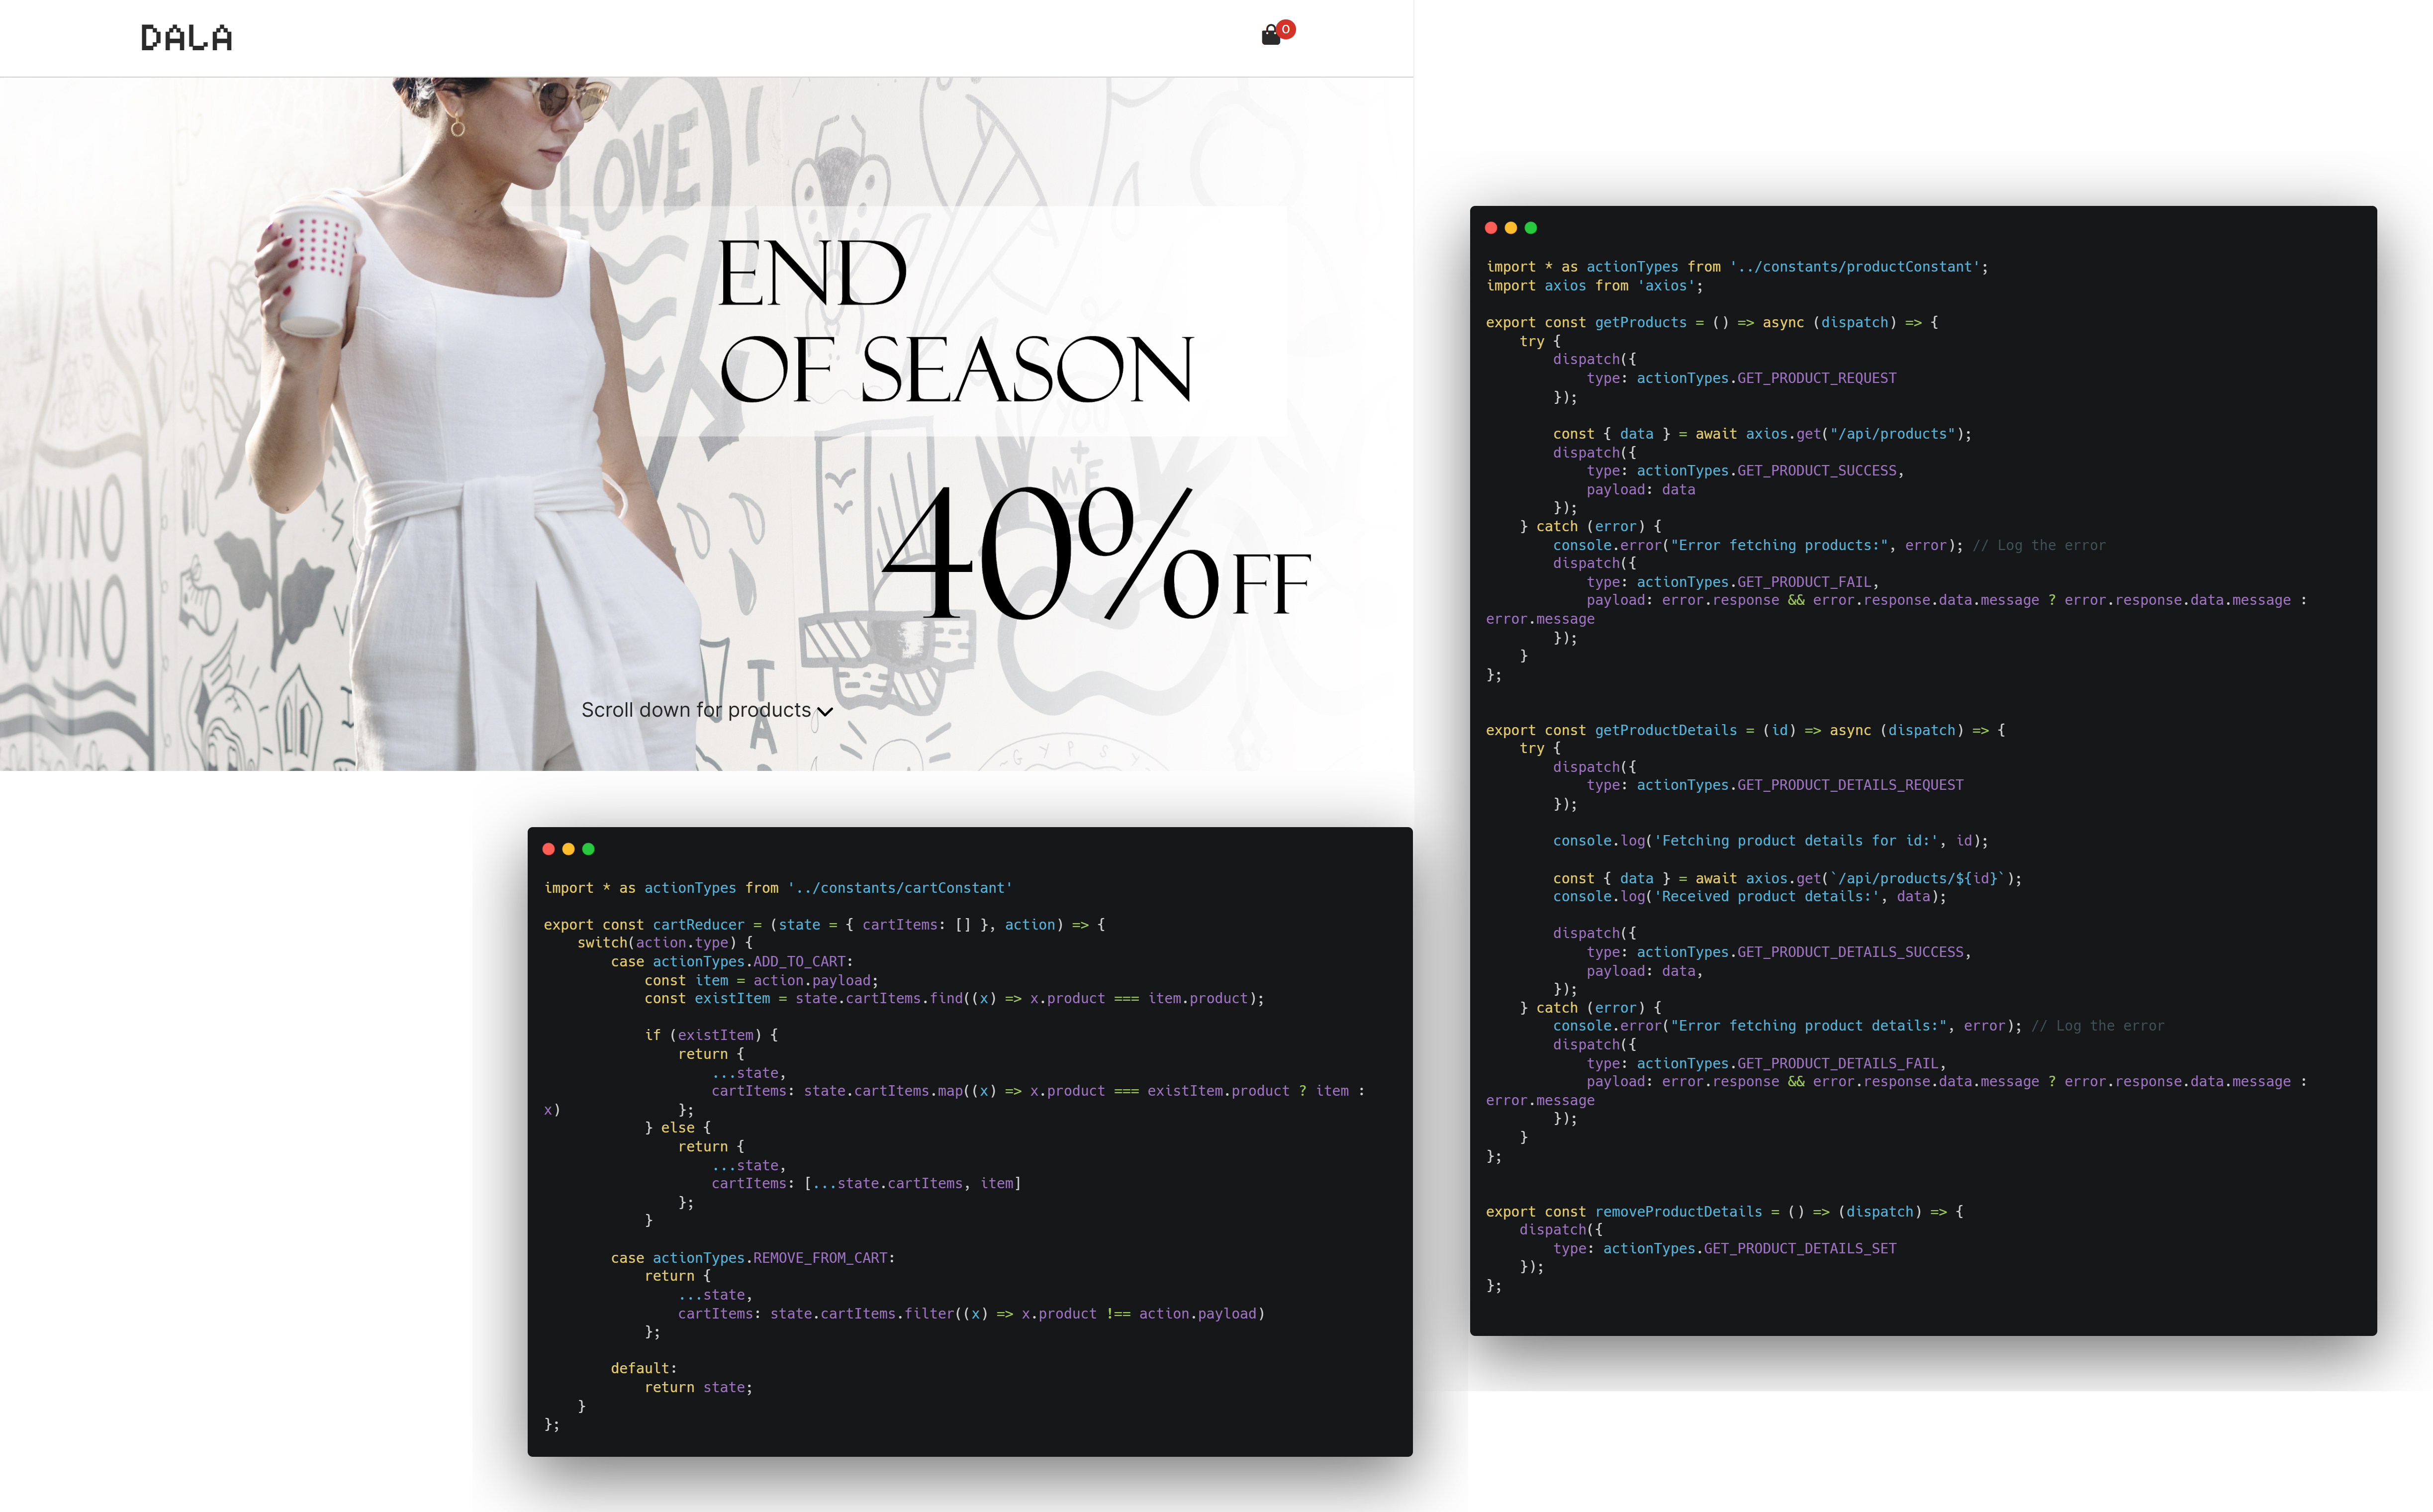 DALA
0
LOVE
END
OF SEASON
YOU
+
ME
40%
FF
OVINO
OVINO
Scroll down for products
T
A
GYPSY
import * as actionTypes from '../constants/cartConstant'

export const cartReducer = (state = { cartItems: [] }, action) => {
    switch(action.type) {
        case actionTypes.ADD_TO_CART:
            const item = action.payload;
            const existItem = state.cartItems.find((x) => x.product === item.product);

            if (existItem) {
                return {
                    ...state,
                    cartItems: state.cartItems.map((x) => x.product === existItem.product ? item :
x)              };
            } else {
                return {
                    ...state,
                    cartItems: [...state.cartItems, item]
                };
            }

        case actionTypes.REMOVE_FROM_CART:
            return {
                ...state,
                cartItems: state.cartItems.filter((x) => x.product !== action.payload)
            };

        default:
            return state;
    }
};
import * as actionTypes from '../constants/productConstant';
import axios from 'axios';

export const getProducts = () => async (dispatch) => {
    try {
        dispatch({
            type: actionTypes.GET_PRODUCT_REQUEST
        });

        const { data } = await axios.get("/api/products");
        dispatch({
            type: actionTypes.GET_PRODUCT_SUCCESS,
            payload: data
        });
    } catch (error) {
        console.error("Error fetching products:", error); // Log the error
        dispatch({
            type: actionTypes.GET_PRODUCT_FAIL,
            payload: error.response && error.response.data.message ? error.response.data.message :
error.message
        });
    }
};

export const getProductDetails = (id) => async (dispatch) => {
    try {
        dispatch({
            type: actionTypes.GET_PRODUCT_DETAILS_REQUEST
        });

        console.log('Fetching product details for id:', id);

        const { data } = await axios.get(`/api/products/${id}`);
        console.log('Received product details:', data);

        dispatch({
            type: actionTypes.GET_PRODUCT_DETAILS_SUCCESS,
            payload: data,
        });
    } catch (error) {
        console.error("Error fetching product details:", error); // Log the error
        dispatch({
            type: actionTypes.GET_PRODUCT_DETAILS_FAIL,
            payload: error.response && error.response.data.message ? error.response.data.message :
error.message
        });
    }
};

export const removeProductDetails = () => (dispatch) => {
    dispatch({
        type: actionTypes.GET_PRODUCT_DETAILS_SET
    });
};